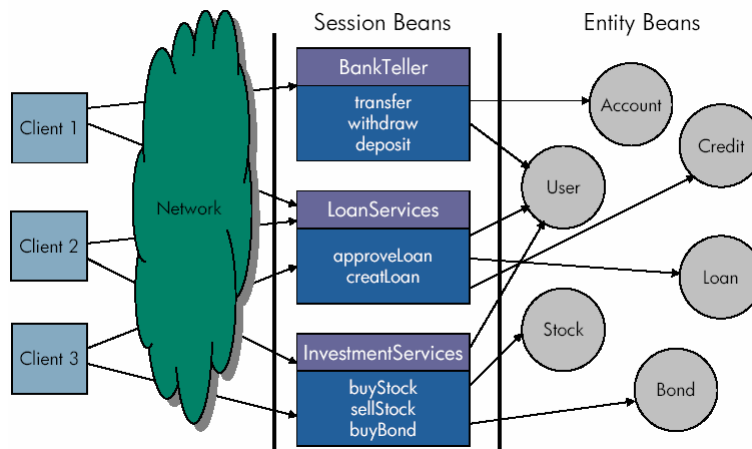 Session Beans
Entity Beans
Client 1
Client 2
Client 3
Network
BankTeller
transfer
withdraw
deposit
LoanServices
approveLoan
creatLoan
InvestmentServices
buyStock
sellStock
buyBond
Account
Credit
User
Loan
Stock
Bond